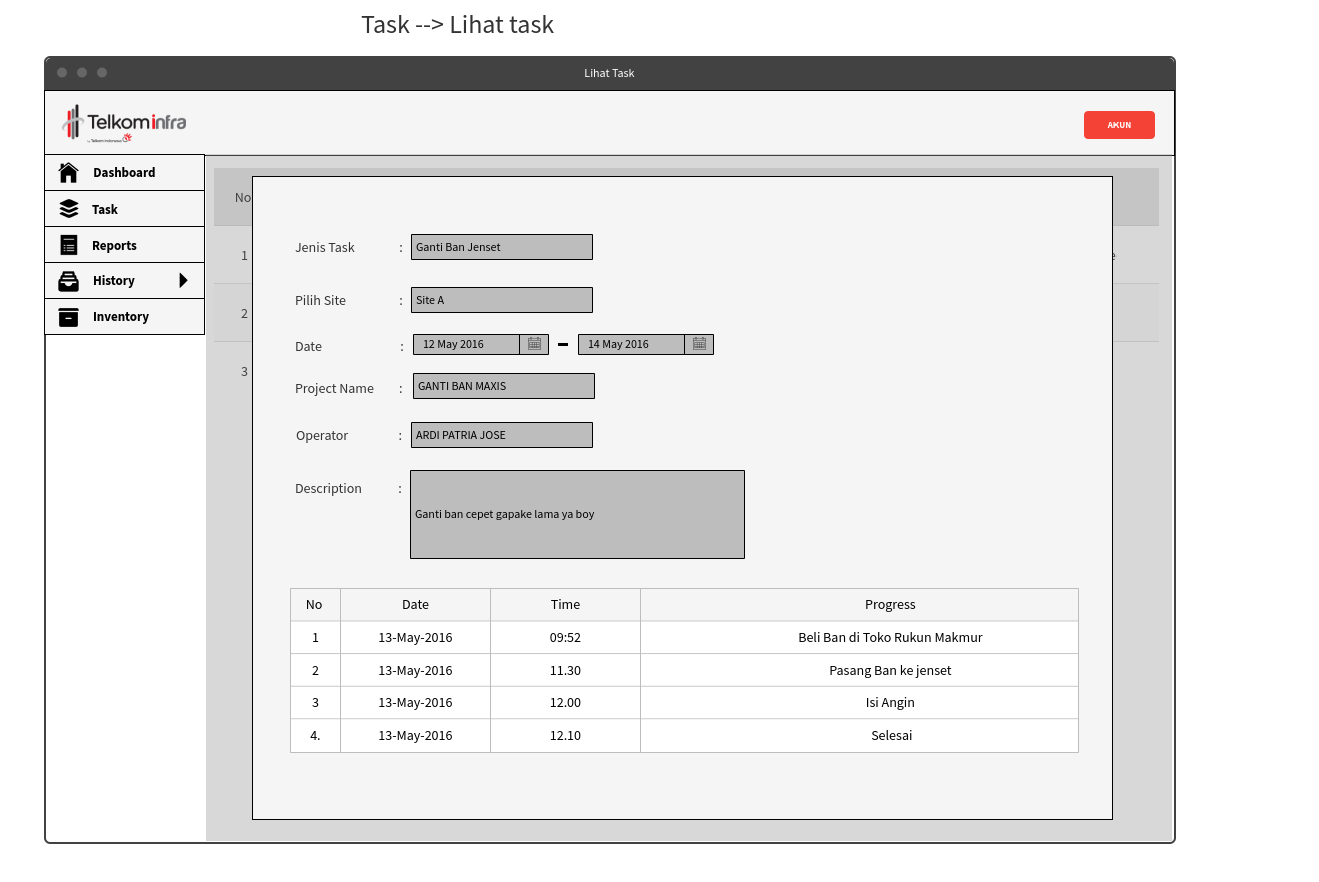 Task --> Lihat task
Lihat Task
Telkominfra
by Telkom Indonesia
AKUN
Dashboard
Task
Reports
History
Inventory
No
1
2
3
e
Jenis Task : Ganti Ban Jenset
Pilih Site : Site A
Date : 12 May 2016 - 14 May 2016
Project Name : GANTI BAN MAXIS
Operator : ARDI PATRIA JOSE
Description : Ganti ban cepet gapake lama ya boy
No Date Time Progress
1 13-May-2016 09:52 Beli Ban di Toko Rukun Makmur
2 13-May-2016 11.30 Pasang Ban ke jenset
3 13-May-2016 12.00 Isi Angin
4. 13-May-2016 12.10 Selesai